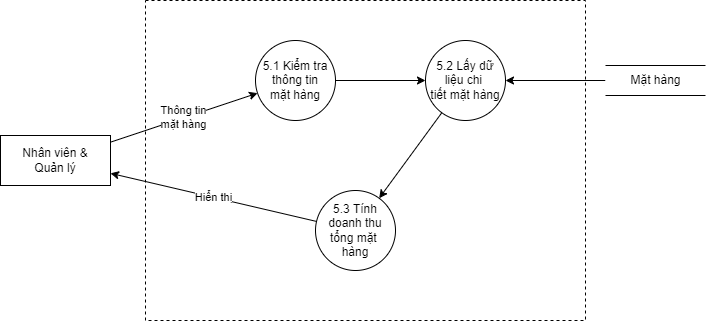 5.1 Kiểm tra
thông tin
mặt hàng
5.2 Lấy dữ
liệu chi
tiết mặt hàng
Mặt hàng
Thông tin
mặt hàng
Nhân viên &
Quản lý
Hiển thị
5.3 Tính
doanh thu
tổng mặt
hàng